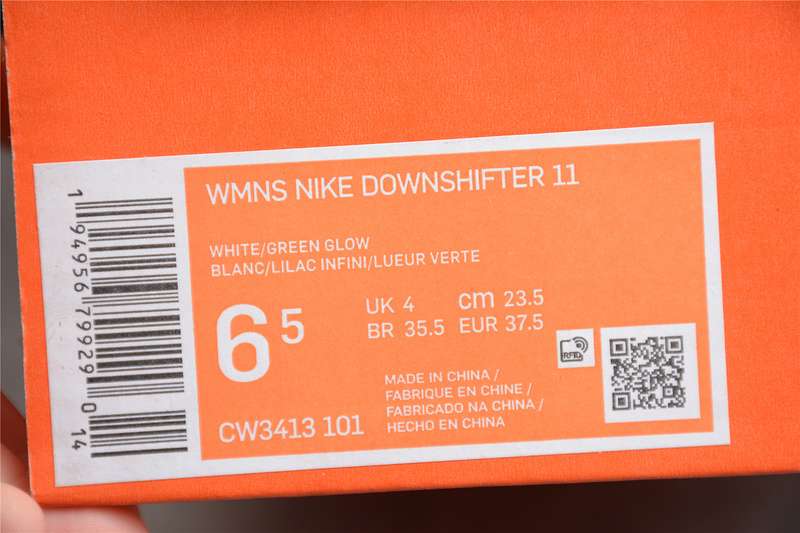 WMNS NIKE DOWNSHIFTER 11
WHITE/GREEN GLOW
BLANC/LILAC INFINI/LUEUR VERTE
6 5
UK 4 cm 23.5
BR 35.5 EUR 37.5
RFID
MADE IN CHINA /
FABRIQUE EN CHINE /
FABRICADO NA CHINA /
HECHO EN CHINA
CW3413 101
1 94956 79929 0 14